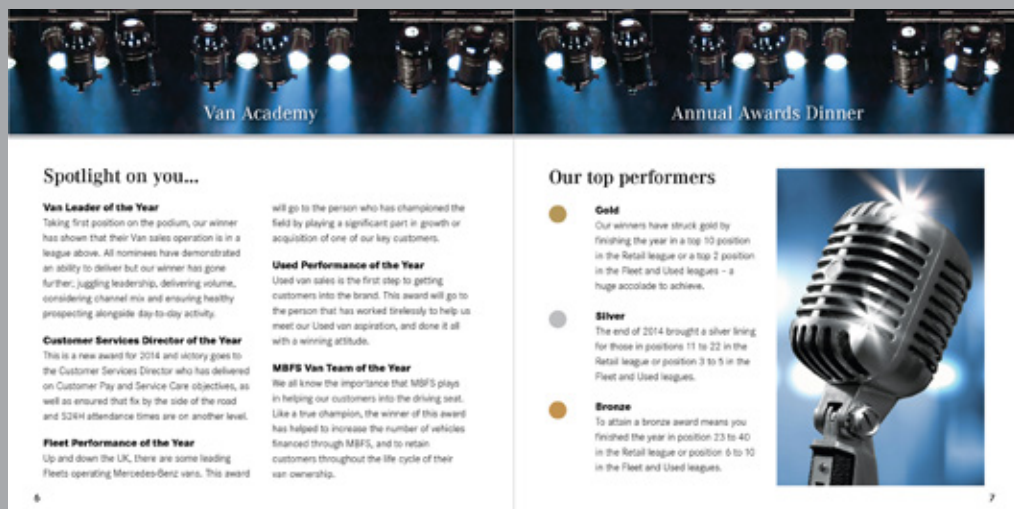 Van Academy
Spotlight on you...
Van Leader of the Year
Taking first position on the podium, our winner
has shown that their Van sales operation is in a
league above. All nominees have demonstrated
an ability to deliver but our winner has gone
further; juggling leadership, delivering volume,
considering channel mix and ensuring healthy
prospecting alongside day-to-day activity.
Customer Services Director of the Year
This is a new award for 2014 and victory goes to
the Customer Services Director who has delivered
on Customer Pay and Service Care objectives, as
well as ensured that fix by the side of the road
and S24H attendance times are on another level.
Fleet Performance of the Year
Up and down the UK, there are some leading
Fleets operating Mercedes-Benz vans. This award
will go to the person who has championed the
field by playing a significant part in growth or
acquisition of one of our key customers.
Used Performance of the Year
Used van sales is the first step to getting
customers into the brand. This award will go to
the person that has worked tirelessly to help us
meet our Used van aspiration, and done it all
with a winning attitude.
MBFS Van Team of the Year
We all know the importance that MBFS plays
in helping our customers into the driving seat.
Like a true champion, the winner of this award
has helped to increase the number of vehicles
financed through MBFS, and to retain
customers throughout the life cycle of their
van ownership.
6
Annual Awards Dinner
Our top performers
Gold
Our winners have struck gold by
finishing the year in a top 10 position
in the Retail league or a top 2 position
in the Fleet and Used leagues – a
huge accolade to achieve.
Silver
The end of 2014 brought a silver lining
for those in positions 11 to 22 in the
Retail league or position 3 to 5 in the
Fleet and Used leagues.
Bronze
To attain a bronze award means you
finished the year in position 23 to 40
in the Retail league or position 6 to 10
in the Fleet and Used leagues.
7